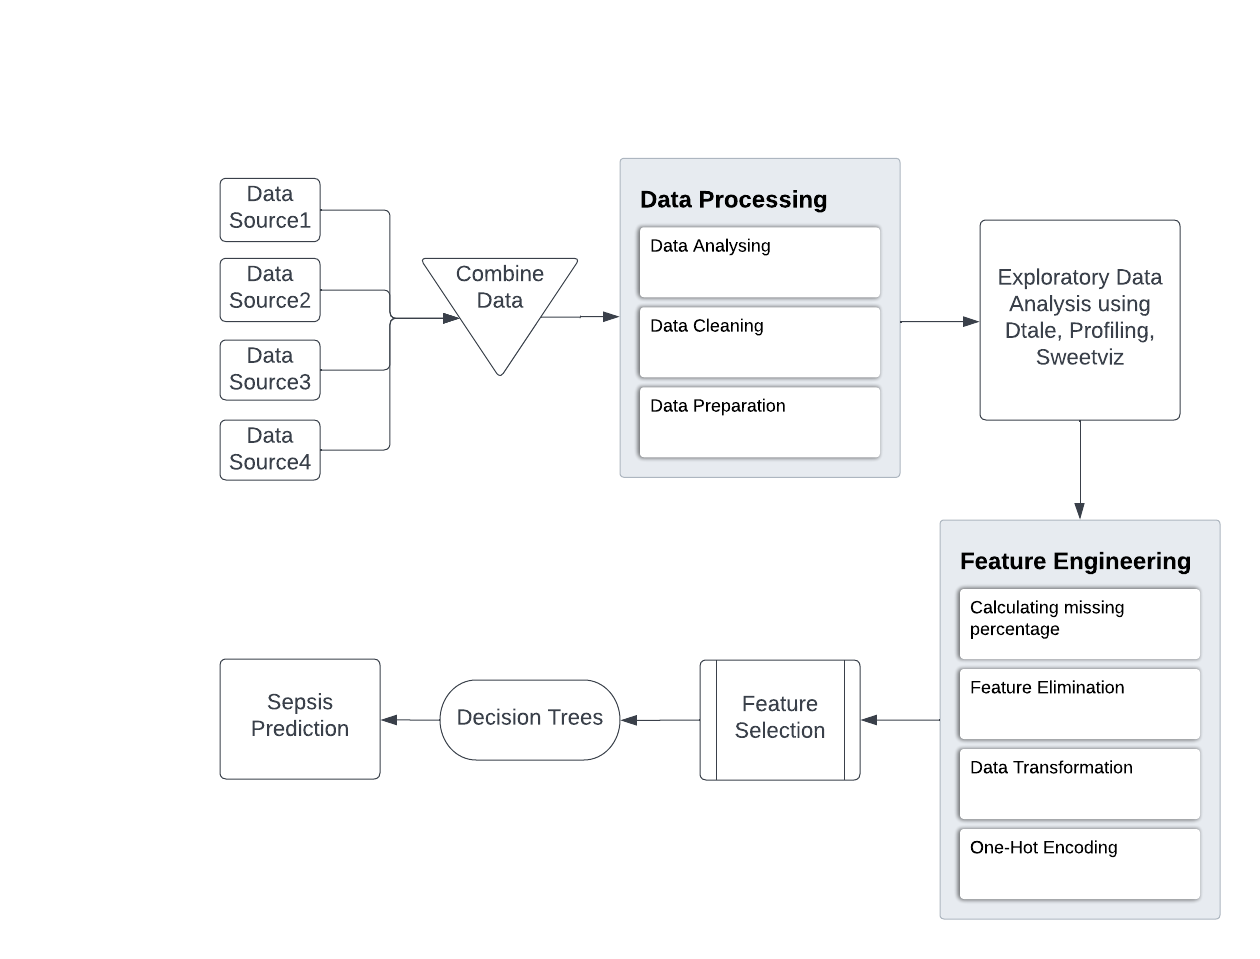 Data
Source1
Data
Source2
Data
Source3
Data
Source4
Combine
Data
Data Processing
Data Analysing
Data Cleaning
Data Preparation
Exploratory Data
Analysis using
Dtale, Profiling,
Sweetviz
Feature Engineering
Calculating missing
percentage
Feature Elimination
Data Transformation
One-Hot Encoding
Feature
Selection
Decision Trees
Sepsis
Prediction